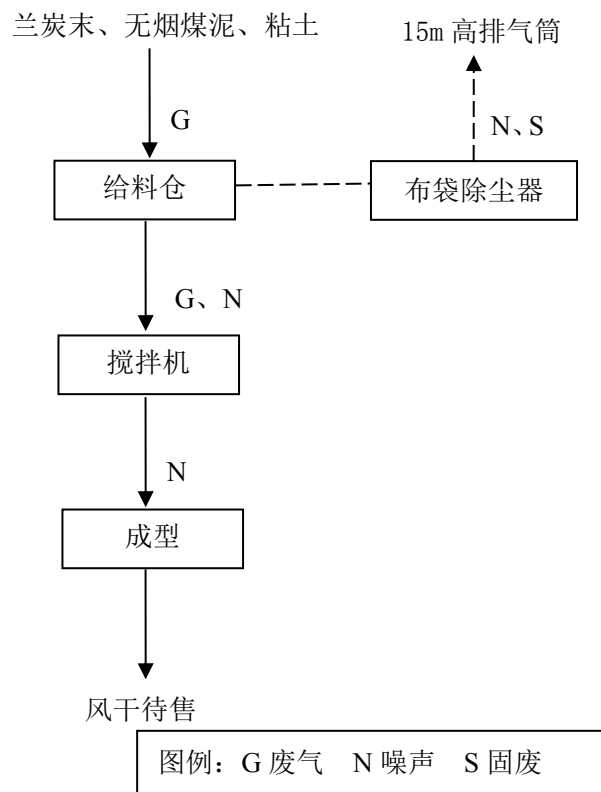 兰炭末、无烟煤泥、粘土
15m 高排气筒
G
N、S
给料仓
布袋除尘器
G、N
搅拌机
N
成型
风干待售
图例：G 废气 N 噪声 S 固废